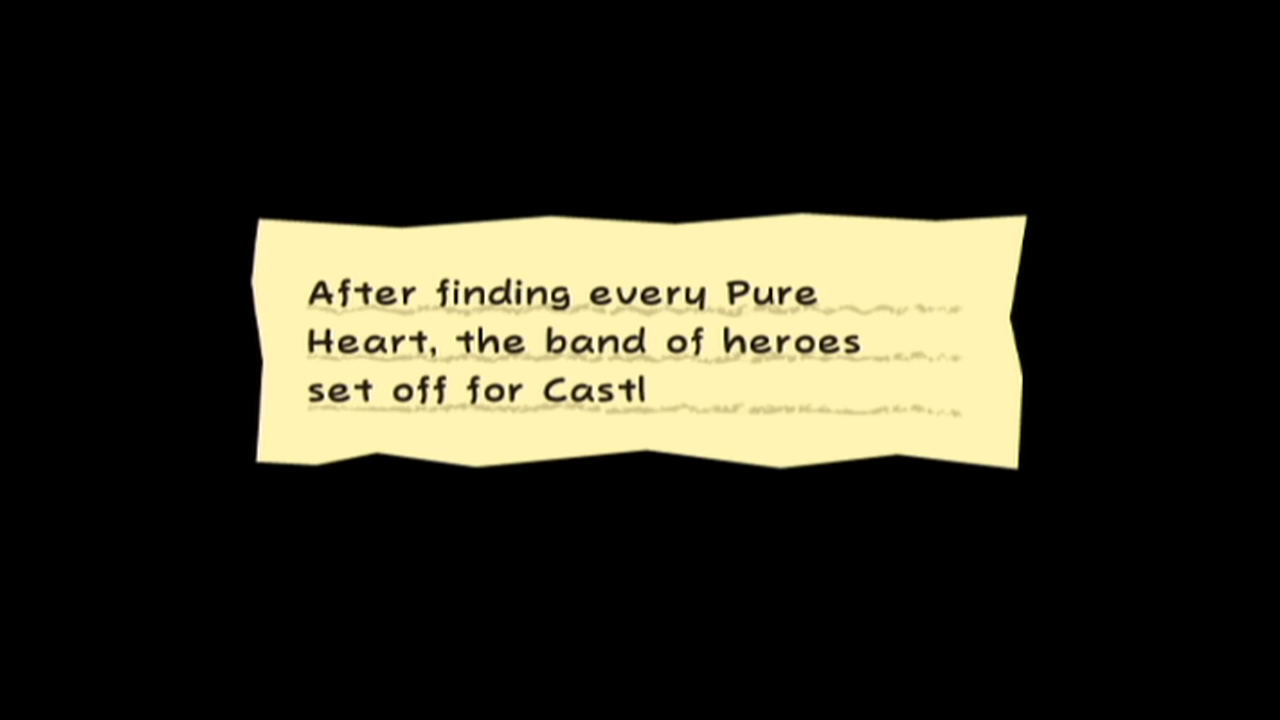 After finding every Pure
Heart, the band of heroes
set off for Castl